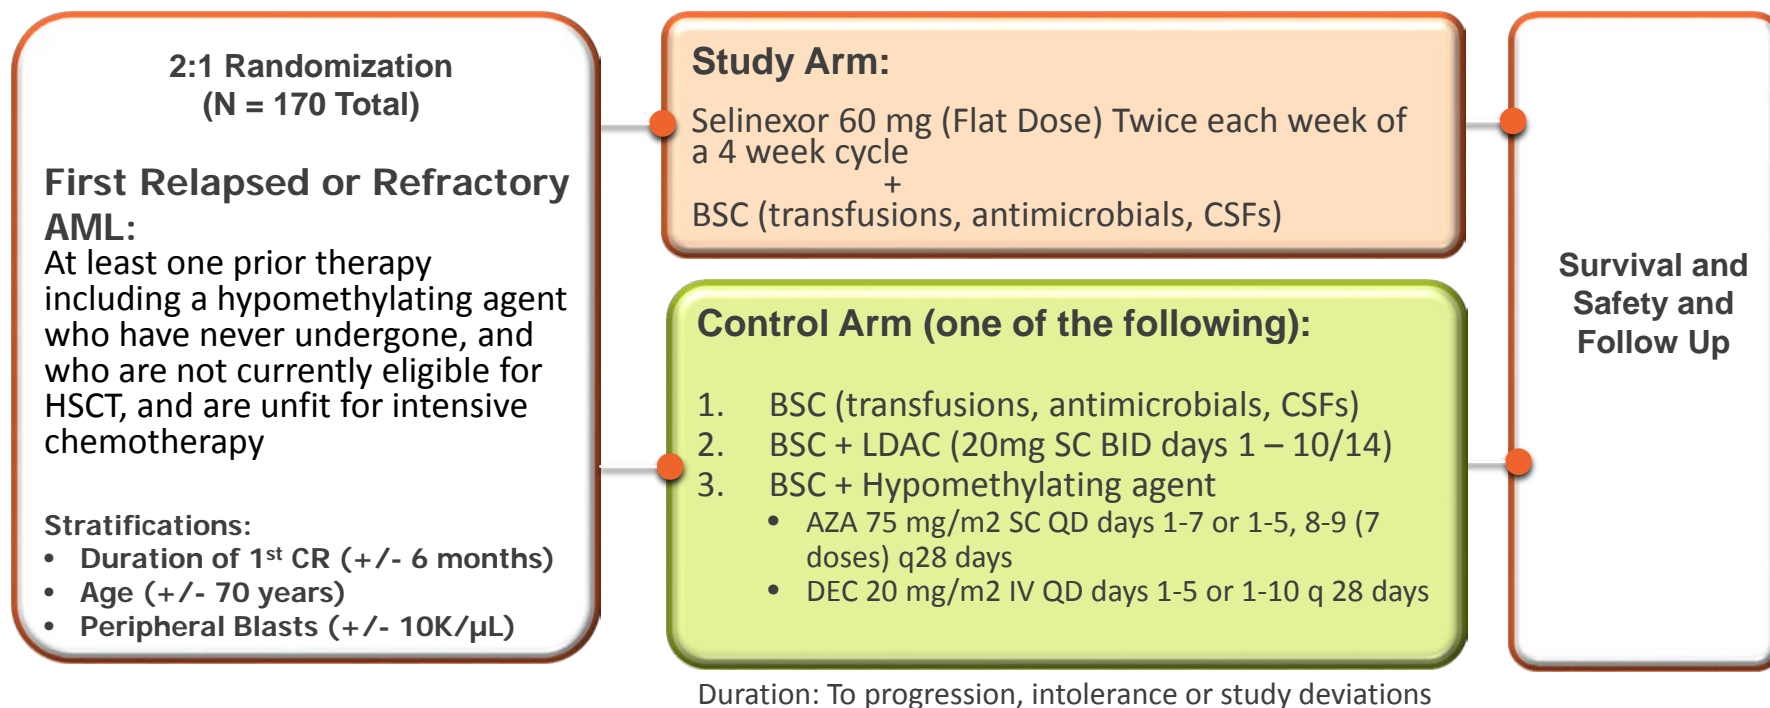 2:1 Randomization
(N = 170 Total)
First Relapsed or Refractory
AML:
At least one prior therapy
including a hypomethylating agent
who have never undergone, and
who are not currently eligible for
HSCT, and are unfit for intensive
chemotherapy
Stratifications:
• Duration of 1st CR (+/- 6 months)
• Age (+/- 70 years)
• Peripheral Blasts (+/- 10K/µL)
Study Arm:
Selinexor 60 mg (Flat Dose) Twice each week of
a 4 week cycle
+
BSC (transfusions, antimicrobials, CSFs)
Control Arm (one of the following):
1. BSC (transfusions, antimicrobials, CSFs)
2. BSC + LDAC (20mg SC BID days 1 – 10/14)
3. BSC + Hypomethylating agent
• AZA 75 mg/m2 SC QD days 1-7 or 1-5, 8-9 (7
doses) q28 days
• DEC 20 mg/m2 IV QD days 1-5 or 1-10 q 28 days
Duration: To progression, intolerance or study deviations
Survival and
Safety and
Follow Up